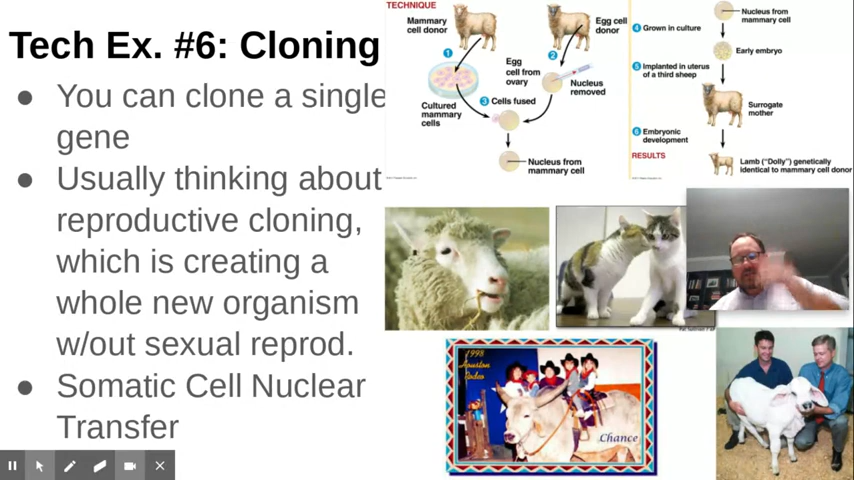 Tech Ex. #6: Cloning
● You can clone a single
gene
● Usually thinking about
reproductive cloning,
which is creating a
whole new organism
w/out sexual reprod.
● Somatic Cell Nuclear
Transfer
TECHNIQUE
Mammary
cell donor
Egg cell
donor
1
2
Egg
cell from
ovary
Nucleus
removed
Cultured
mammary
cells
3 Cells fused
Nucleus from
mammary cell
Nucleus from
mammary cell
4 Grown in culture
Early embryo
5 Implanted in uterus
of a third sheep
Surrogate
mother
6 Embryonic
development
RESULTS
Lamb ("Dolly") genetically
identical to mammary cell donor
1998
Houston
Rodeo
Chance